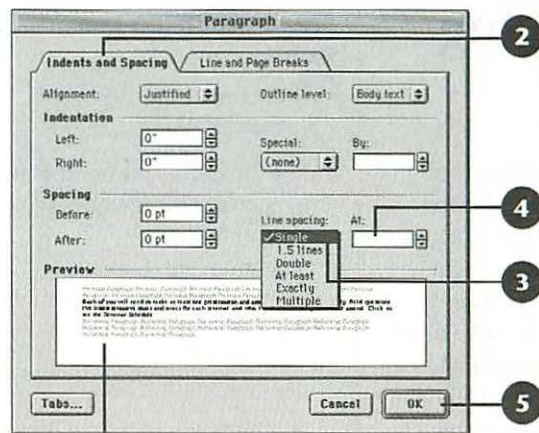 Paragraph
2
Indents and Spacing Line and Page Breaks
Alignment: Justified Outline level: Body text
Indentation
Left: 0" Special: By:
Right: 0" (none)
Spacing
Before: 0 pt Line spacing: At:
4
After: 0 pt ✓Single
1.5 lines
Double
3
At least
Exactly
Multiple
Preview
Tabs... Cancel OK
5